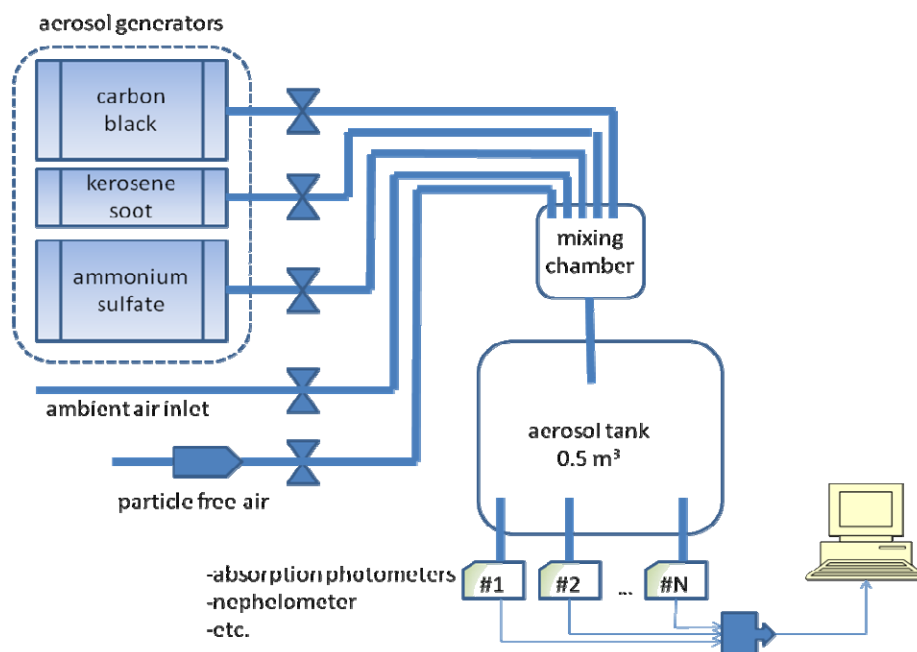 aerosol generators
carbon
black
kerosene
soot
ammonium
sulfate
mixing
chamber
ambient air inlet
aerosol tank
0.5 m³
particle free air
-absorption photometers
-nephelometer
-etc.
#1 #2 ... #N